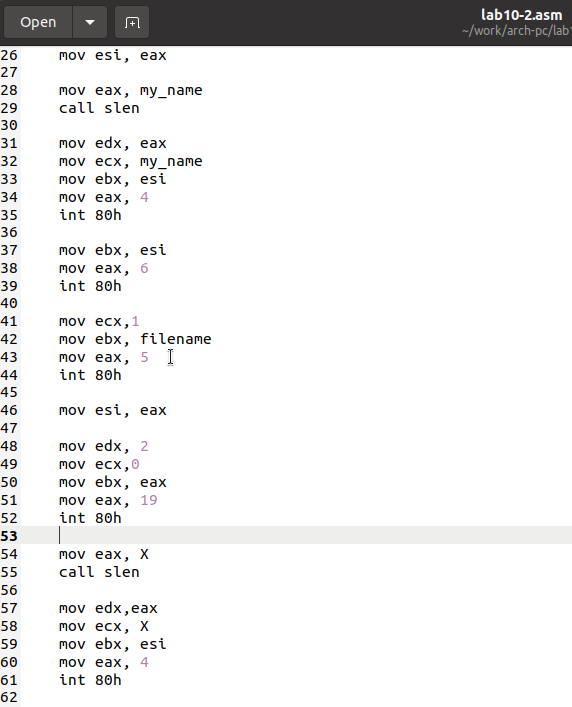 Open
lab10-2.asm
~/work/arch-pc/lab
26 mov esi, eax
27
28 mov eax, my_name
29 call slen
30
31 mov edx, eax
32 mov ecx, my_name
33 mov ebx, esi
34 mov eax, 4
35 int 80h
36
37 mov ebx, esi
38 mov eax, 6
39 int 80h
40
41 mov ecx,1
42 mov ebx, filename
43 mov eax, 5
44 int 80h
45
46 mov esi, eax
47
48 mov edx, 2
49 mov ecx,0
50 mov ebx, eax
51 mov eax, 19
52 int 80h
53
54 mov eax, X
55 call slen
56
57 mov edx,eax
58 mov ecx, X
59 mov ebx, esi
60 mov eax, 4
61 int 80h
62